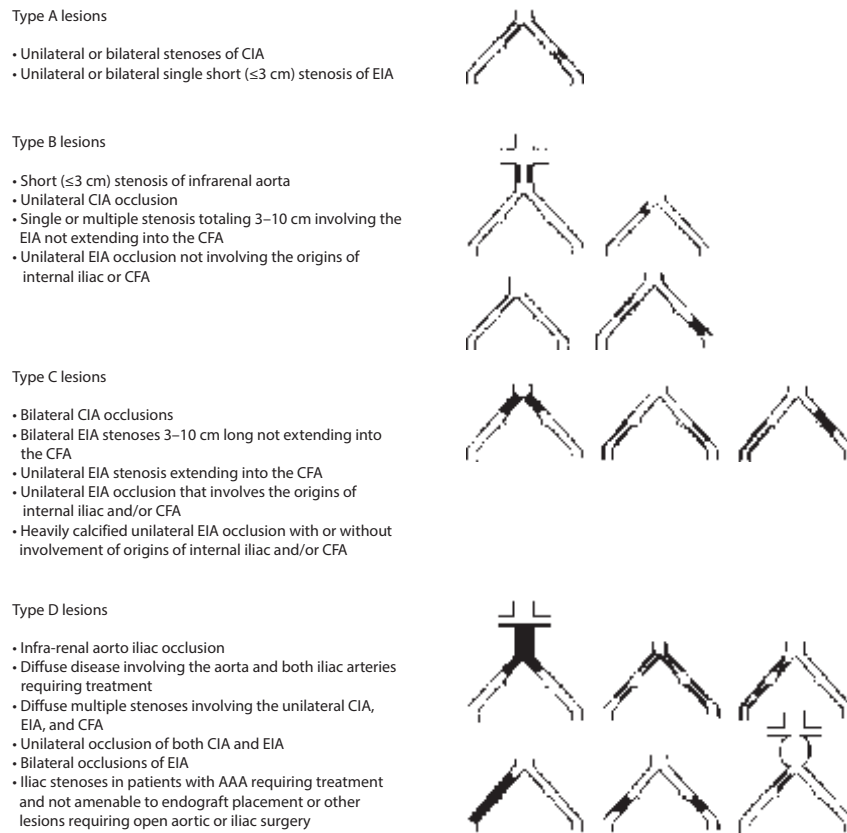 Type A lesions
• Unilateral or bilateral stenoses of CIA
• Unilateral or bilateral single short (≤3 cm) stenosis of EIA
Type B lesions
• Short (≤3 cm) stenosis of infrarenal aorta
• Unilateral CIA occlusion
• Single or multiple stenosis totaling 3–10 cm involving the
EIA not extending into the CFA
• Unilateral EIA occlusion not involving the origins of
internal iliac or CFA
Type C lesions
• Bilateral CIA occlusions
• Bilateral EIA stenoses 3–10 cm long not extending into
the CFA
• Unilateral EIA stenosis extending into the CFA
• Unilateral EIA occlusion that involves the origins of
internal iliac and/or CFA
• Heavily calcified unilateral EIA occlusion with or without
involvement of origins of internal iliac and/or CFA
Type D lesions
• Infra-renal aorto iliac occlusion
• Diffuse disease involving the aorta and both iliac arteries
requiring treatment
• Diffuse multiple stenoses involving the unilateral CIA,
EIA, and CFA
• Unilateral occlusion of both CIA and EIA
• Bilateral occlusions of EIA
• Iliac stenoses in patients with AAA requiring treatment
and not amenable to endograft placement or other
lesions requiring open aortic or iliac surgery